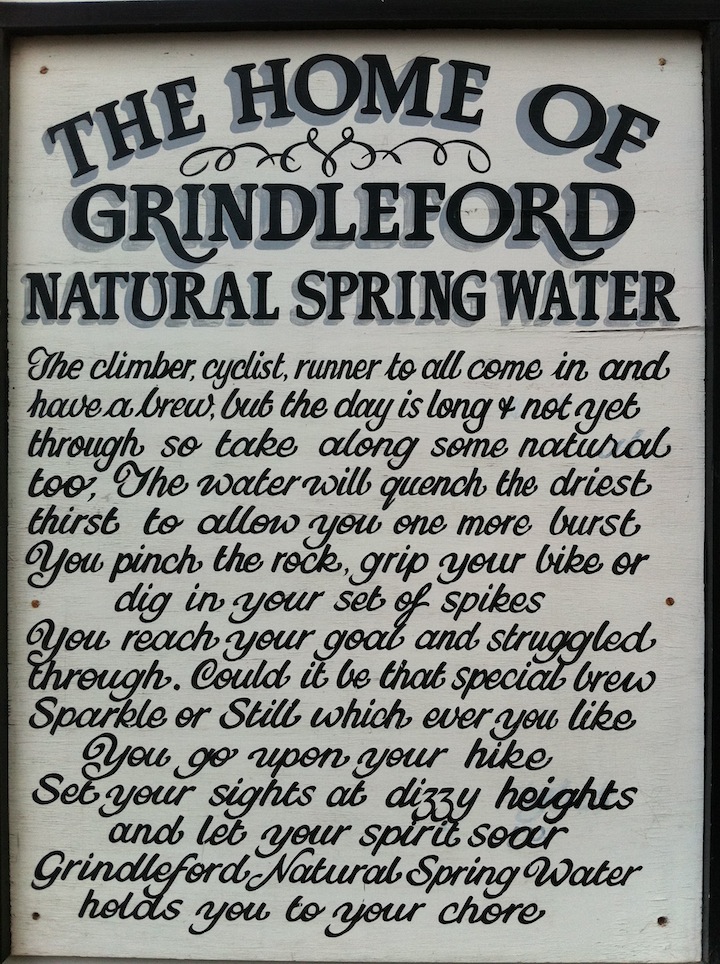 THE HOME OF
GRINDLEFORD
NATURAL SPRING WATER
The climber, cyclist, runner to all come in and
have a brew, but the day is long & not yet
through so take along some natural
too, The water will quench the driest
thirst to allow you one more burst
You pinch the rock, grip your bike or
dig in your set of spikes
You reach your goal and struggled
through. Could it be that special brew
Sparkle or Still which ever you like
You go upon your hike
Set your sights at dizzy heights
and let your spirit soar
Grindleford Natural Spring Water
holds you to your chore